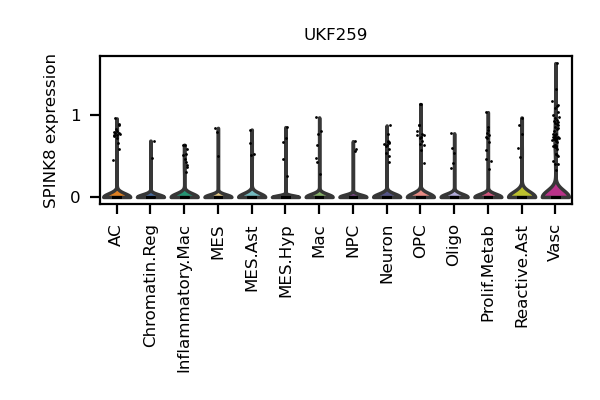 UKF259
SPINK8 expression
1
0
AC
Chromatin.Reg
Inflammatory.Mac
MES
MES.Ast
MES.Hyp
Mac
NPC
Neuron
OPC
Oligo
Prolif.Metab
Reactive.Ast
Vasc